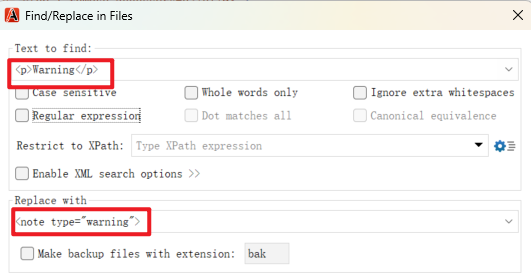 Find/Replace in Files
Text to find:
<p>Warning</p>
Case sensitive Whole words only Ignore extra whitespaces
Regular expression Dot matches all Canonical equivalence
Restrict to XPath: Type XPath expression
Enable XML search options >>
Replace with
<note type="warning">
Make backup files with extension: bak